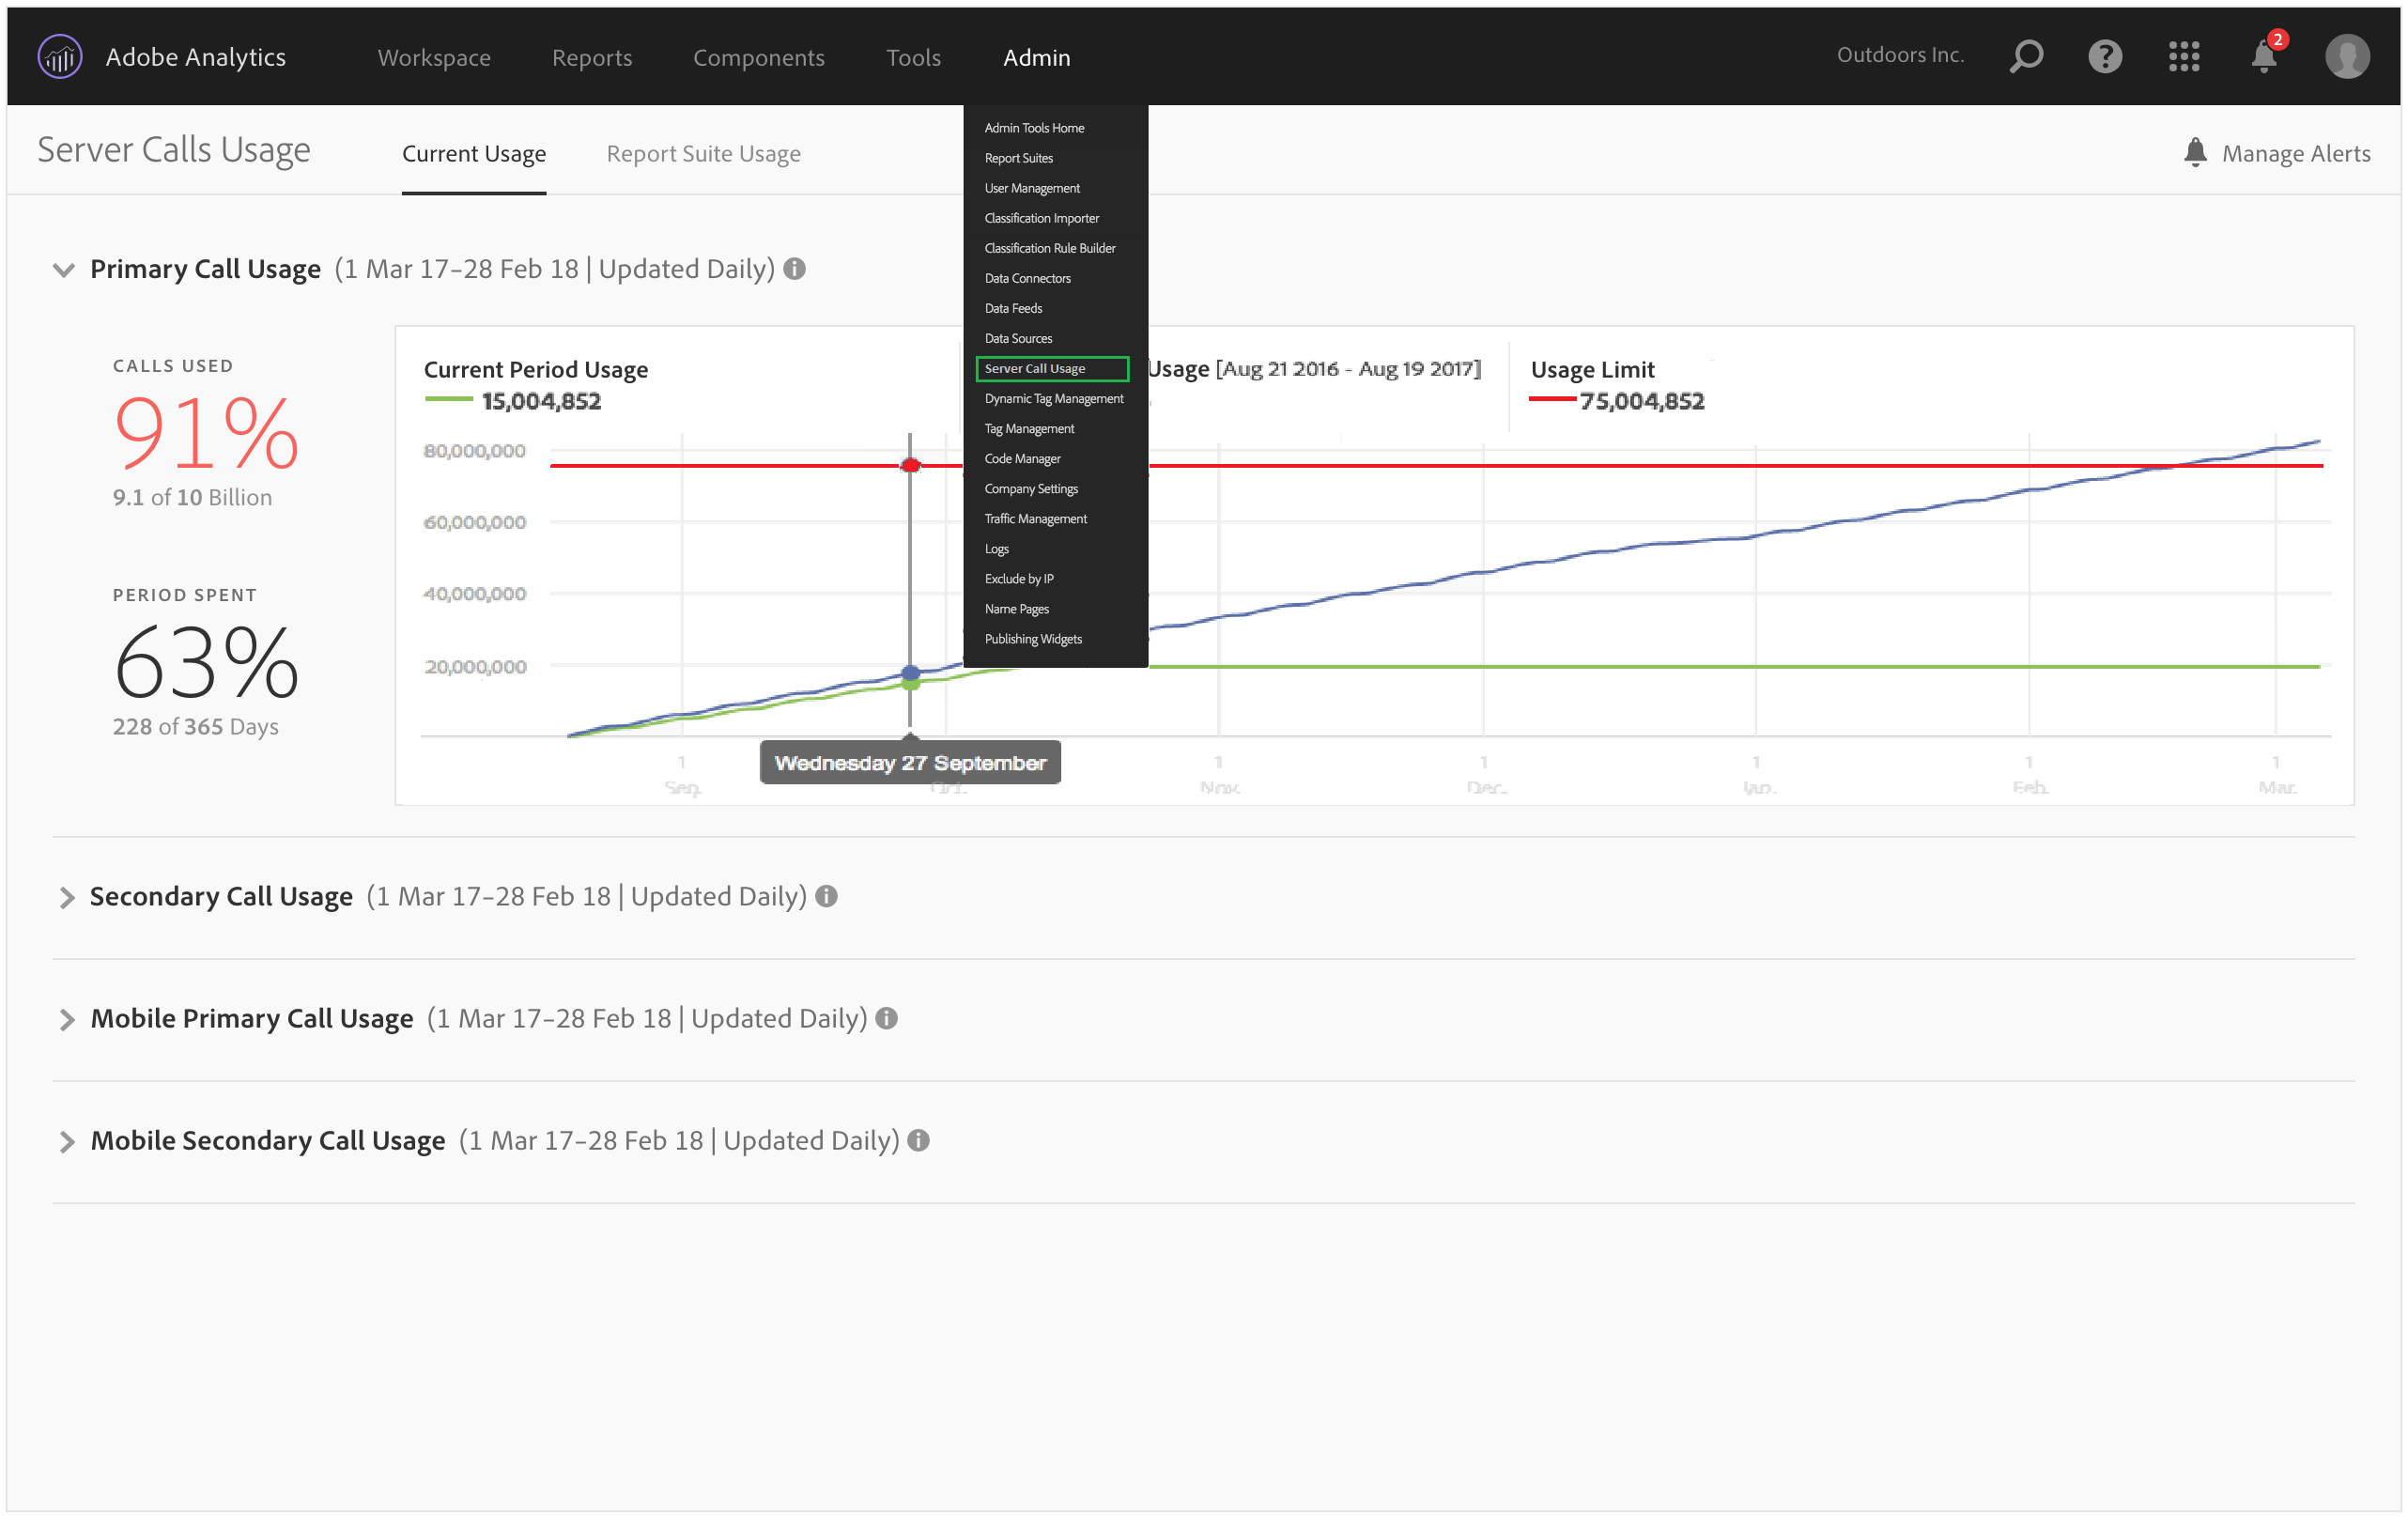 Adobe Analytics Workspace Reports Components Tools Admin Outdoors Inc. 2
Server Calls Usage Current Usage Report Suite Usage Manage Alerts
Admin Tools Home
Report Suites
User Management
Classification Importer
Classification Rule Builder
Data Connectors
Data Feeds
Data Sources
Server Call Usage
Dynamic Tag Management
Tag Management
Code Manager
Company Settings
Traffic Management
Logs
Exclude by IP
Name Pages
Publishing Widgets
Primary Call Usage (1 Mar 17–28 Feb 18 | Updated Daily)
CALLS USED
91%
9.1 of 10 Billion
PERIOD SPENT
63%
228 of 365 Days
Current Period Usage
15,004,852
Usage [Aug 21 2016 - Aug 19 2017]
Usage Limit
75,004,852
80,000,000
60,000,000
40,000,000
20,000,000
Wednesday 27 September
1 1 1 1 1 1
Sep. Oct. Nov. Dec. Jan. Feb. Mar.
Secondary Call Usage (1 Mar 17–28 Feb 18 | Updated Daily)
Mobile Primary Call Usage (1 Mar 17–28 Feb 18 | Updated Daily)
Mobile Secondary Call Usage (1 Mar 17–28 Feb 18 | Updated Daily)